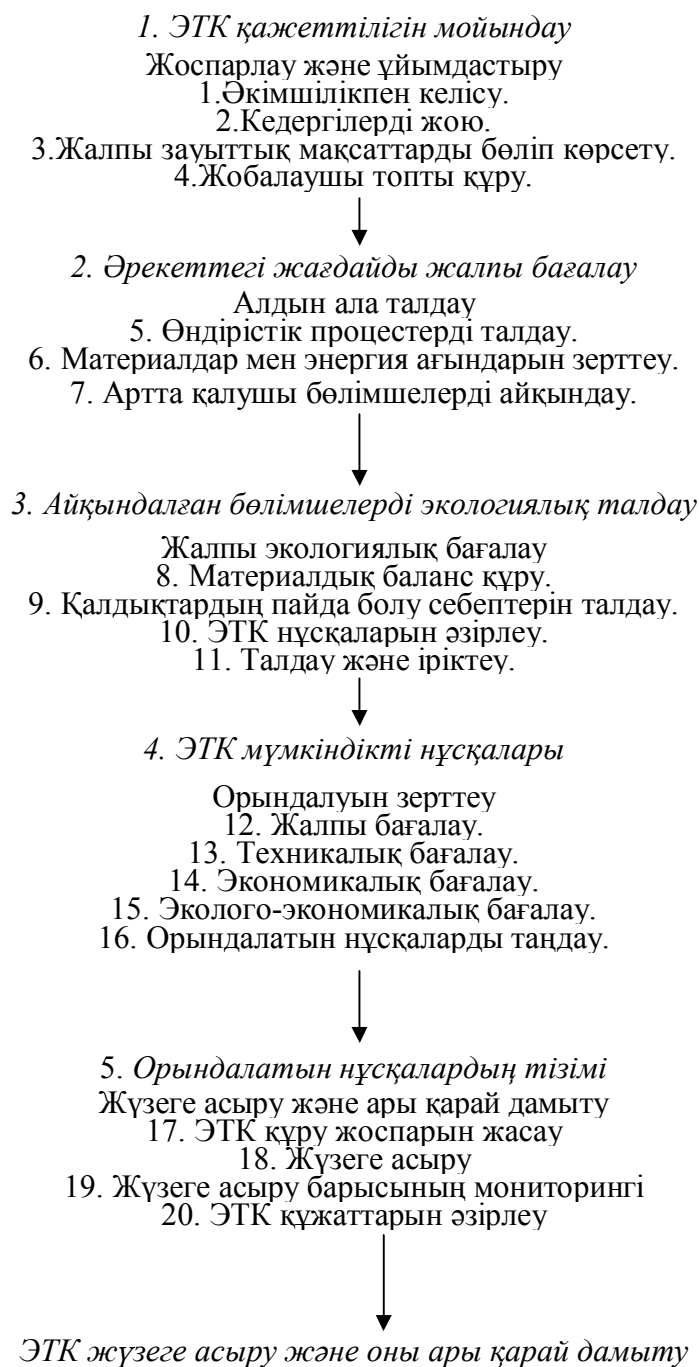 1. ЭТК қажеттілігін мойындау
Жоспарлау және ұйымдастыру
1.Әкімшілікпен келісу.
2.Кедергілерді жою.
3.Жалпы зауыттық мақсаттарды бөліп көрсету.
4.Жобалаушы топты құру.
2. Әрекеттегі жағдайды жалпы бағалау
Алдын ала талдау
5. Өндірістік процестерді талдау.
6. Материалдар мен энергия ағындарын зерттеу.
7. Артта қалушы бөлімшелерді айқындау.
3. Айқындалған бөлімшелерді экологиялық талдау
Жалпы экологиялық бағалау
8. Материалдық баланс құру.
9. Қалдықтардың пайда болу себептерін талдау.
10. ЭТК нұсқаларын әзірлеу.
11. Талдау және іріктеу.
4. ЭТК мүмкіндікті нұсқалары
Орындалуын зерттеу
12. Жалпы бағалау.
13. Техникалық бағалау.
14. Экономикалық бағалау.
15. Эколого-экономикалық бағалау.
16. Орындалатын нұсқаларды таңдау.
5. Орындалатын нұсқалардың тізімі
Жүзеге асыру және ары қарай дамыту
17. ЭТК құру жоспарын жасау
18. Жүзеге асыру
19. Жүзеге асыру барысының мониторингі
20. ЭТК құжаттарын әзірлеу
ЭТК жүзеге асыру және оны ары қарай дамыту